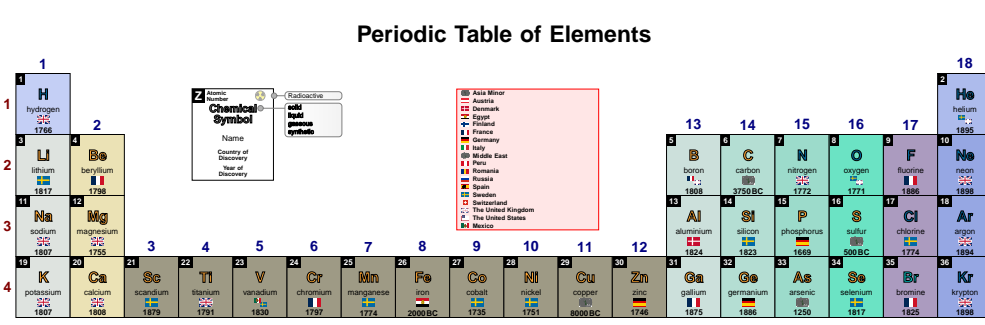 Periodic Table of Elements
1
18
1
H
hydrogen
1766
Z Atomic Number
Chemical Symbol
Name
Country of Discovery
Year of Discovery
Radioactive
solid
liquid
gaseous
synthetic
Asia Minor
Austria
Denmark
Egypt
Finland
France
Germany
Italy
Middle East
Peru
Romania
Russia
Spain
Sweden
Switzerland
The United Kingdom
The United States
Mexico
2
He
helium
1895
1
2
13 14 15 16 17
3
Li
lithium
1817
4
Be
beryllium
1798
5
B
boron
1808
6
C
carbon
3750 BC
7
N
nitrogen
1772
8
O
oxygen
1771
9
F
fluorine
1886
10
Ne
neon
1898
2
11
Na
sodium
1807
12
Mg
magnesium
1755
13
Al
aluminium
1824
14
Si
silicon
1823
15
P
phosphorus
1669
16
S
sulfur
500 BC
17
Cl
chlorine
1774
18
Ar
argon
1894
3
3 4 5 6 7 8 9 10 11 12
19
K
potassium
1807
20
Ca
calcium
1808
21
Sc
scandium
1879
22
Ti
titanium
1791
23
V
vanadium
1830
24
Cr
chromium
1797
25
Mn
manganese
1774
26
Fe
iron
2000 BC
27
Co
cobalt
1735
28
Ni
nickel
1751
29
Cu
copper
8000 BC
30
Zn
zinc
1746
31
Ga
gallium
1875
32
Ge
germanium
1886
33
As
arsenic
1250
34
Se
selenium
1817
35
Br
bromine
1825
36
Kr
krypton
1898
4